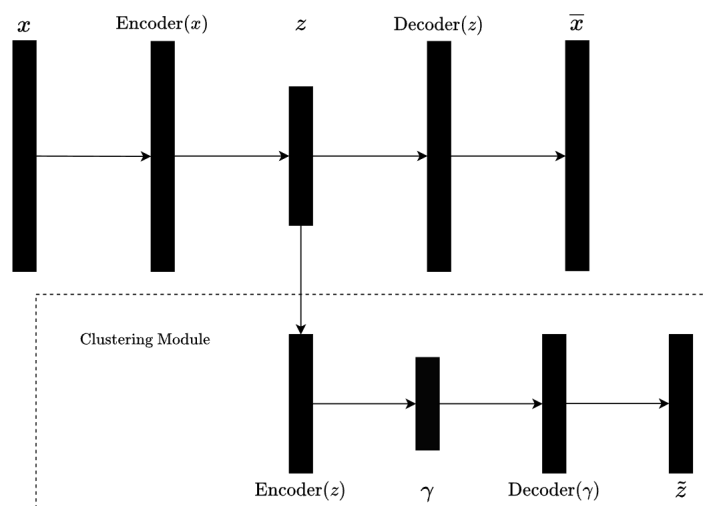 x Encoder(x) z Decoder(z) x̅
Clustering Module
Encoder(z) γ Decoder(γ) z̃